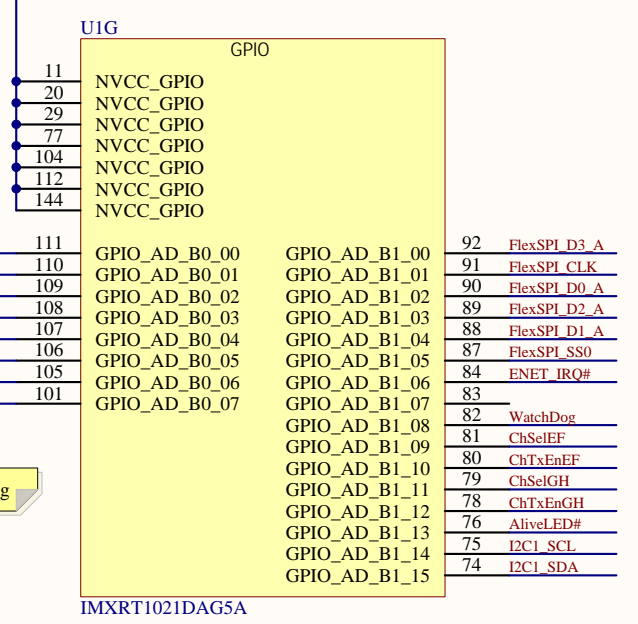 U1G
GPIO
11 NVCC_GPIO
20 NVCC_GPIO
29 NVCC_GPIO
77 NVCC_GPIO
104 NVCC_GPIO
112 NVCC_GPIO
144 NVCC_GPIO
111 GPIO_AD_B0_00 GPIO_AD_B1_00 92 FlexSPI_D3_A
110 GPIO_AD_B0_01 GPIO_AD_B1_01 91 FlexSPI_CLK
109 GPIO_AD_B0_02 GPIO_AD_B1_02 90 FlexSPI_D0_A
108 GPIO_AD_B0_03 GPIO_AD_B1_03 89 FlexSPI_D2_A
107 GPIO_AD_B0_04 GPIO_AD_B1_04 88 FlexSPI_D1_A
106 GPIO_AD_B0_05 GPIO_AD_B1_05 87 FlexSPI_SS0
105 GPIO_AD_B0_06 GPIO_AD_B1_06 84 ENET_IRQ#
101 GPIO_AD_B0_07 GPIO_AD_B1_07 83
GPIO_AD_B1_08 82 WatchDog
GPIO_AD_B1_09 81 ChSelEF
GPIO_AD_B1_10 80 ChTxEnEF
g GPIO_AD_B1_11 79 ChSelGH
GPIO_AD_B1_12 78 ChTxEnGH
GPIO_AD_B1_13 76 AliveLED#
GPIO_AD_B1_14 75 I2C1_SCL
GPIO_AD_B1_15 74 I2C1_SDA
IMXRT1021DAG5A